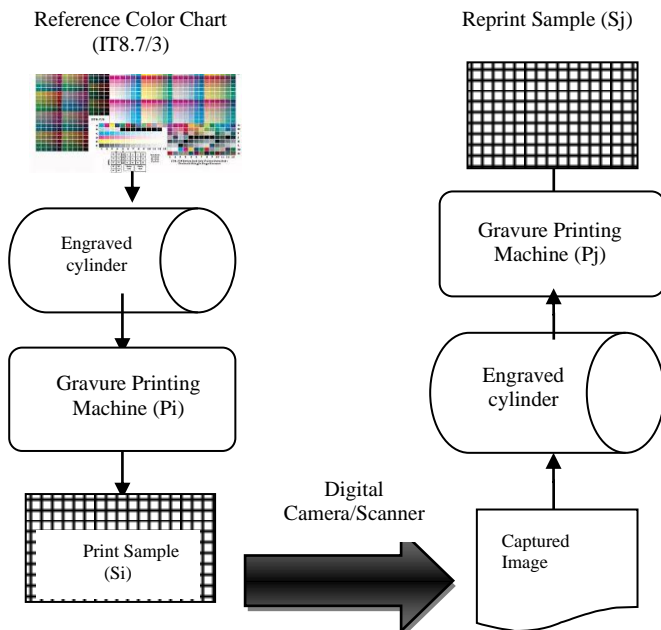 Reference Color Chart
(IT8.7/3)
Engraved
cylinder
Gravure Printing
Machine (Pi)
Print Sample
(Si)
Digital
Camera/Scanner
Reprint Sample (Sj)
Gravure Printing
Machine (Pj)
Engraved
cylinder
Captured
Image